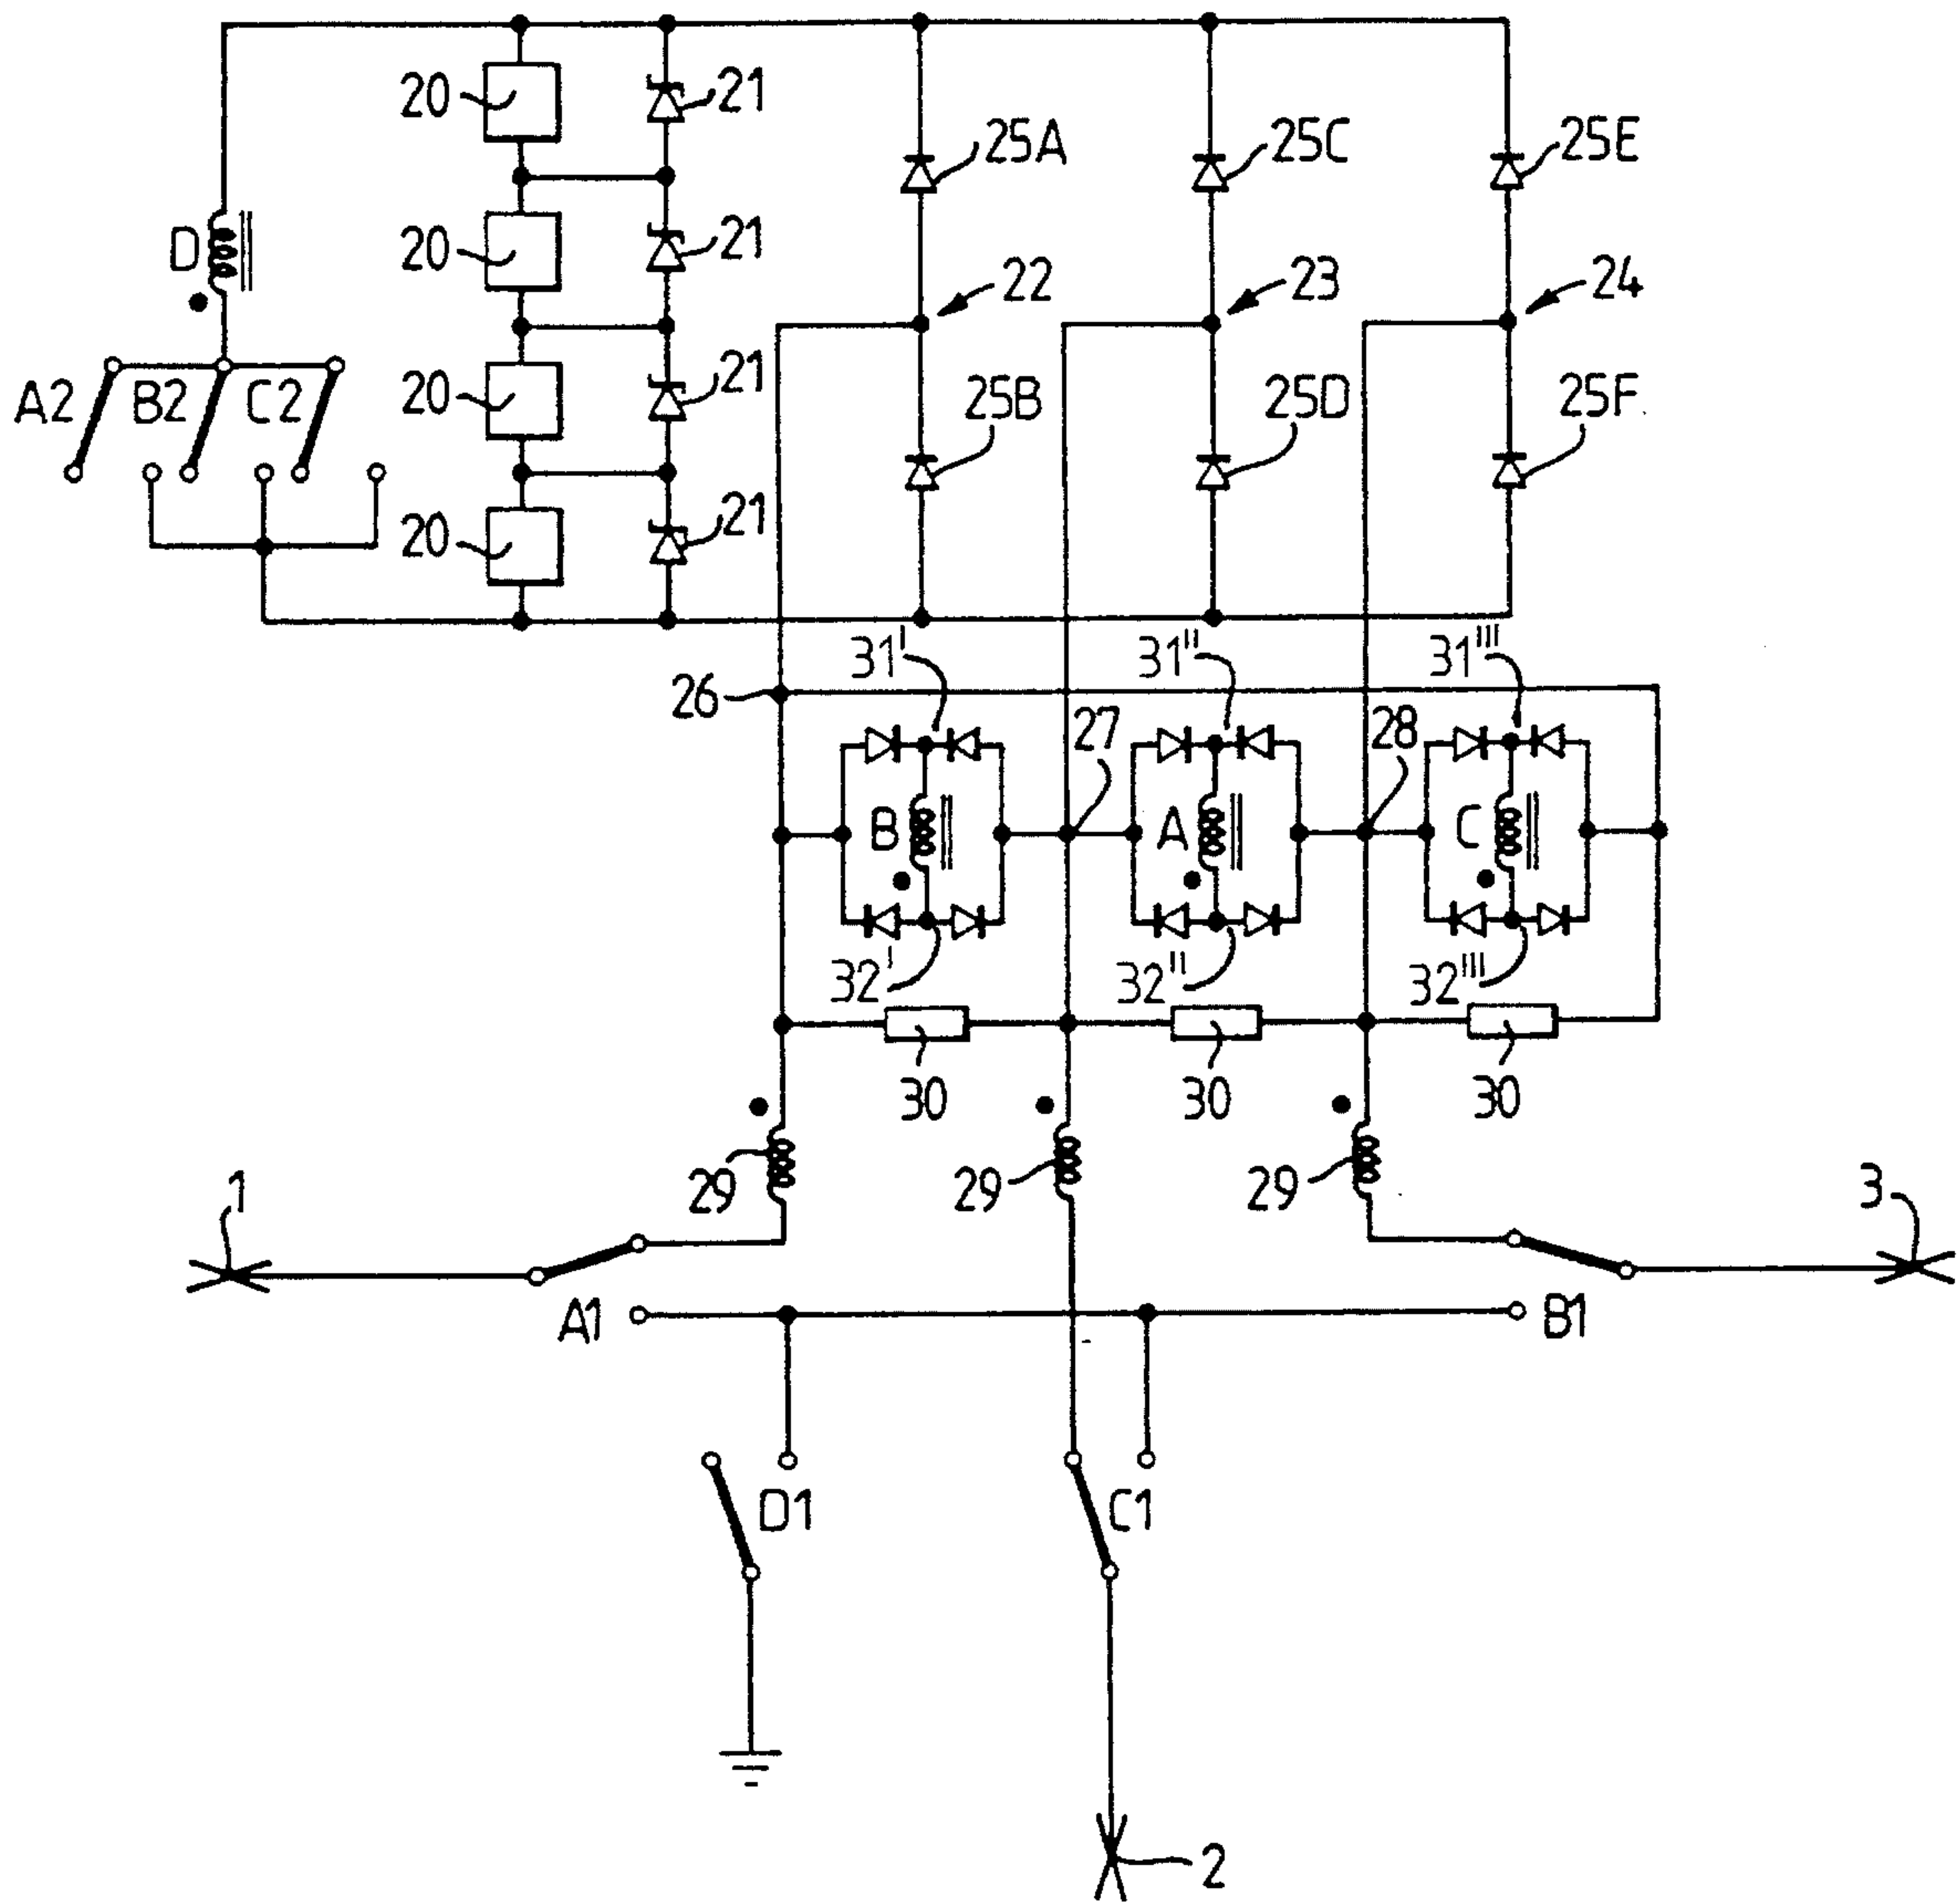 20 21 25A 25C 25E
D 20 21 22 23 24
A2 B2 C2 20 21 25B 25D 25F
20 21
31' 31'' 31'''
26 27 28
B A C
32' 32'' 32'''
30 30 30
1 29 29 29 3
A1 B1
D1 C1
2